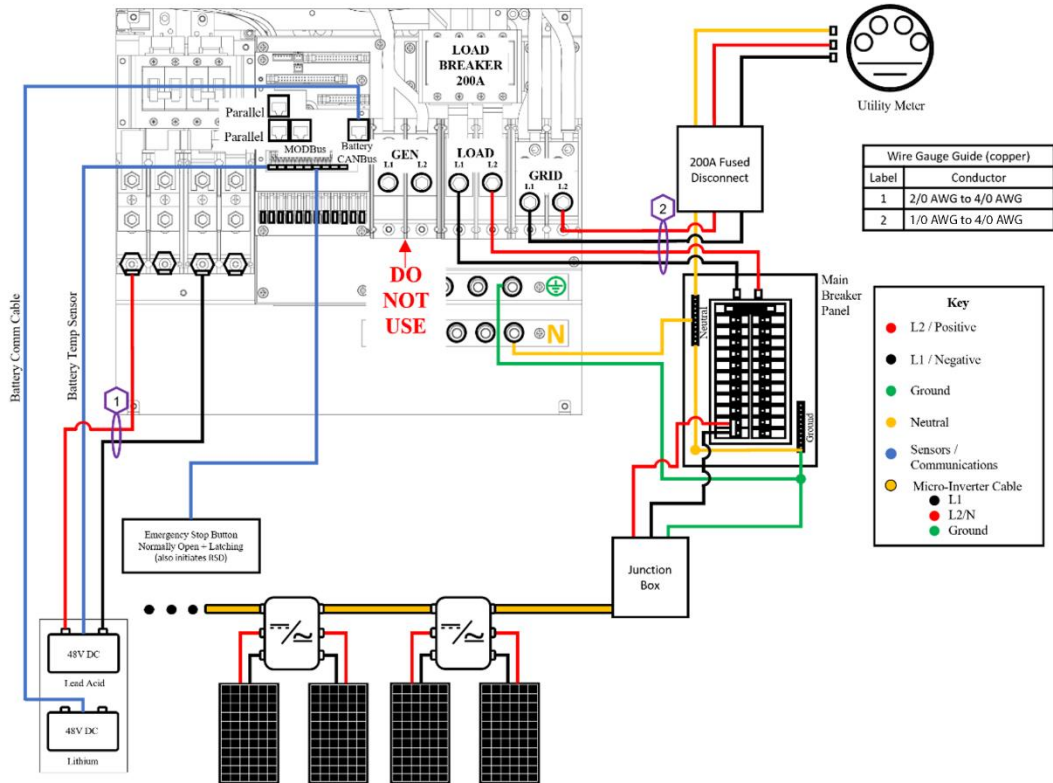 LOAD
BREAKER
200A
Parallel
Parallel
MODBus
Battery
CANBus
GEN
L1 L2
LOAD
L1 L2
GRID
L1 L2
DO
NOT
USE
N
Utility Meter
200A Fused
Disconnect
Wire Gauge Guide (copper)
Label Conductor
1 2/0 AWG to 4/0 AWG
2 1/0 AWG to 4/0 AWG
2
Main
Breaker
Panel
Neutral
Ground
Key
L2 / Positive
L1 / Negative
Ground
Neutral
Sensors /
Communications
Micro-Inverter Cable
L1
L2/N
Ground
Battery Comm Cable
Battery Temp Sensor
1
Emergency Stop Button
Normally Open + Latching
(also initiates RSD)
Junction
Box
48V DC
Lead Acid
48V DC
Lithium